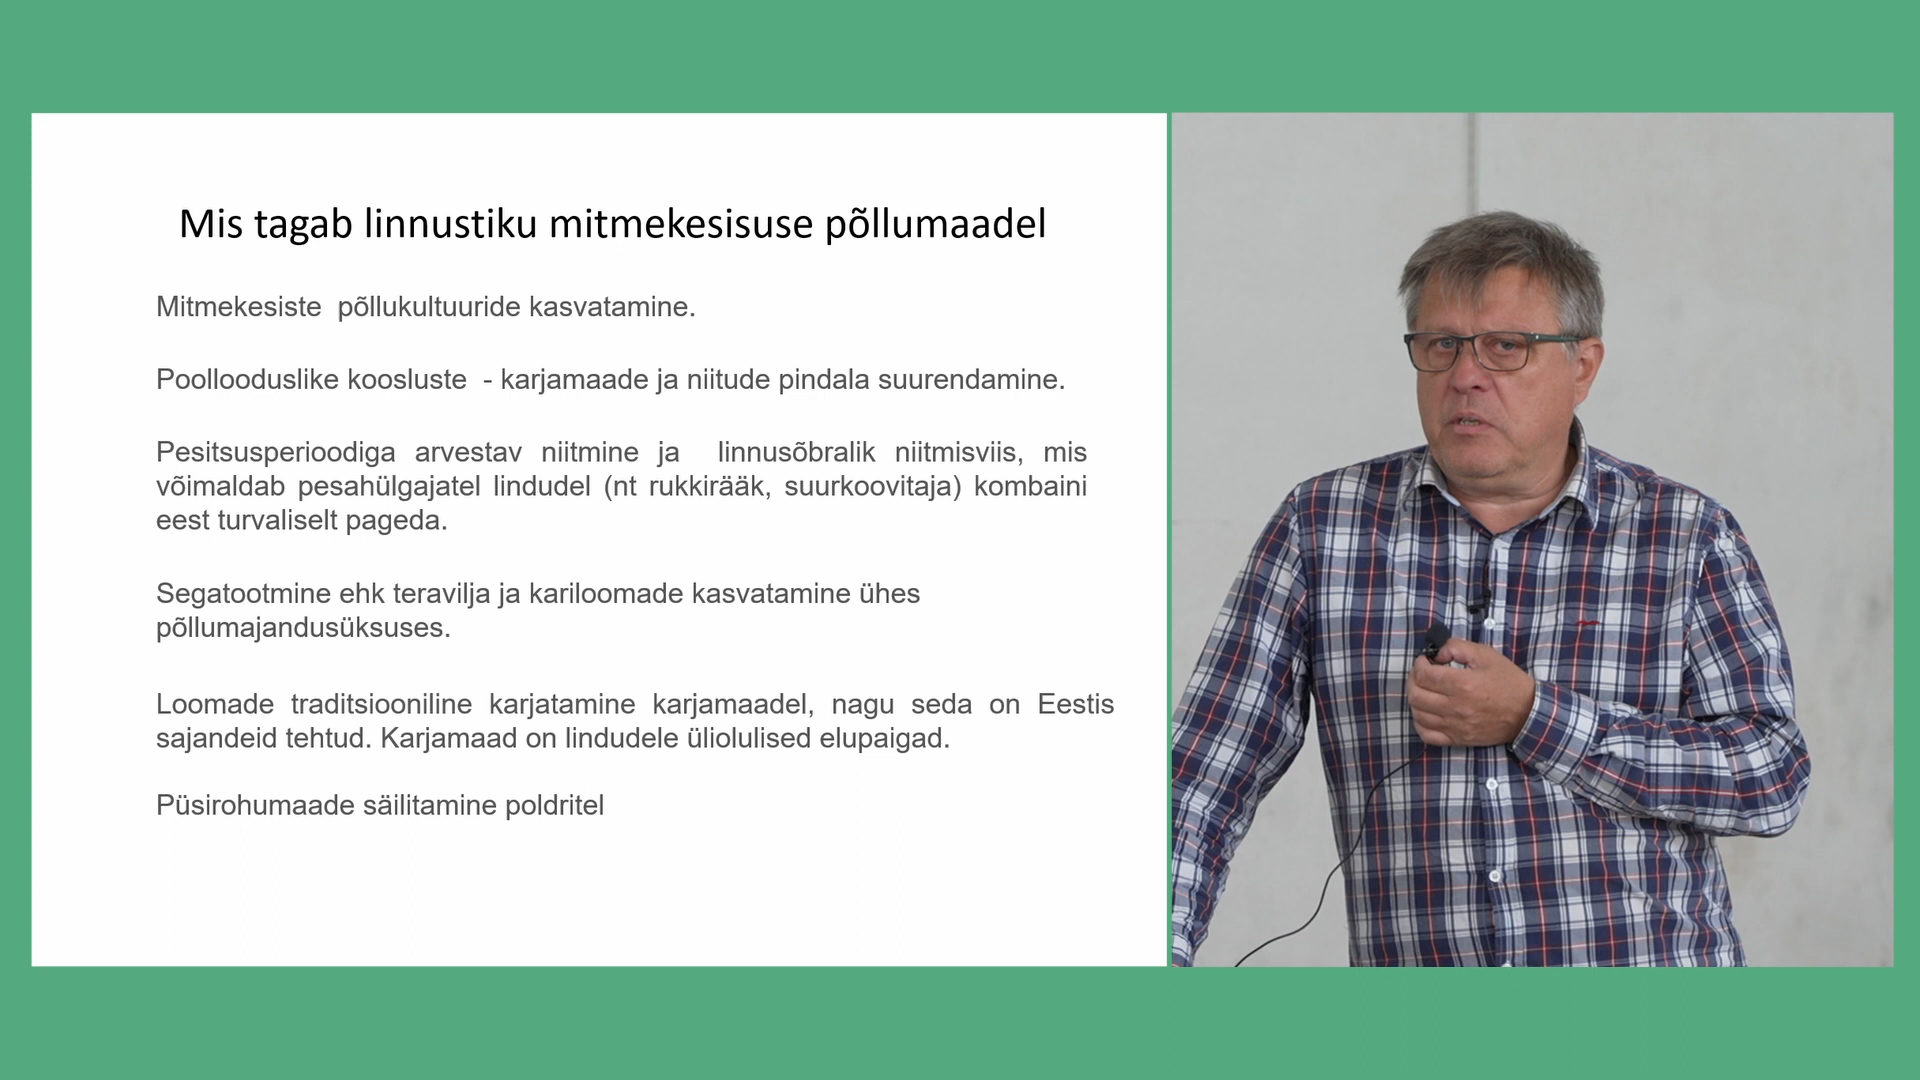 Mis tagab linnustiku mitmekesisuse põllumaadel
Mitmekesiste põllukultuuride kasvatamine.
Poollooduslike koosluste - karjamaade ja niitude pindala suurendamine.
Pesitsusperioodiga arvestav niitmine ja linnusõbralik niitmisviis, mis
võimaldab pesahülgajatel lindudel (nt rukkirääk, suurkoovitaja) kombaini
eest turvaliselt pageda.
Segatootmine ehk teravilja ja kariloomade kasvatamine ühes
põllumajandusüksuses.
Loomade traditsiooniline karjatamine karjamaadel, nagu seda on Eestis
sajandeid tehtud. Karjamaad on lindudele üliolulised elupaigad.
Püsirohumaade säilitamine poldritel